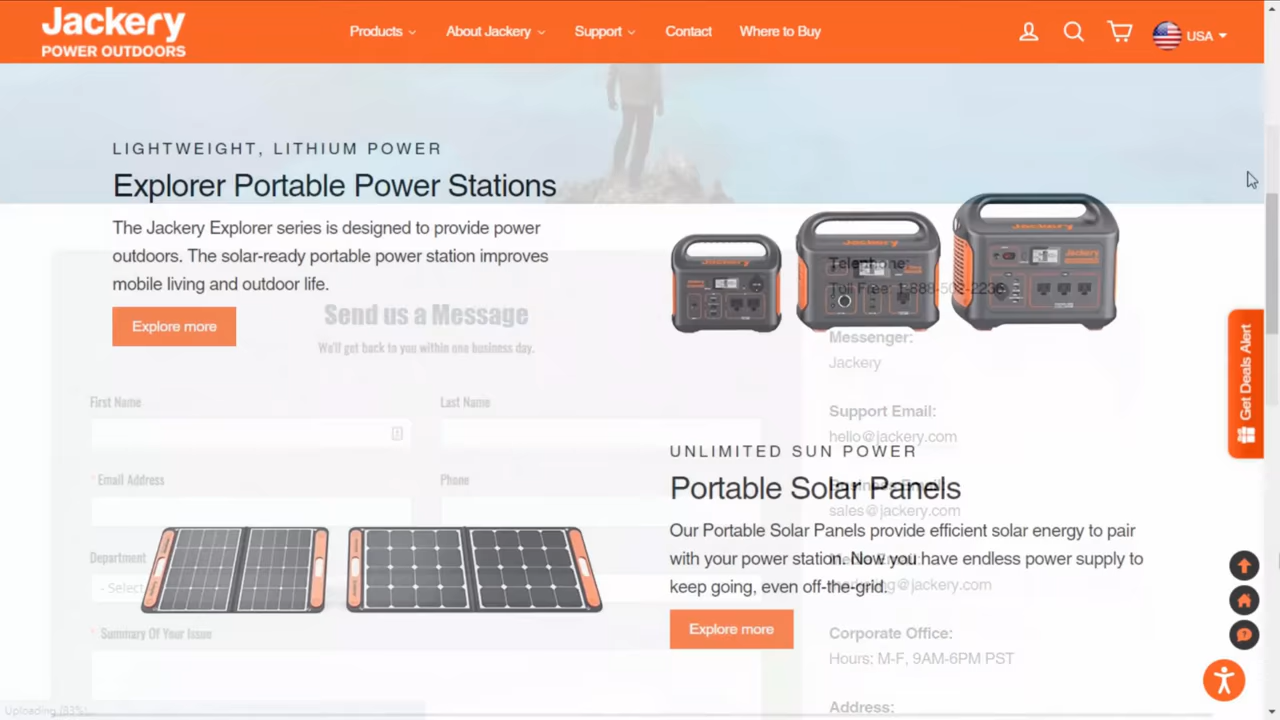 Jackery
POWER OUTDOORS
Products
About Jackery
Support
Contact
Where to Buy
USA
LIGHTWEIGHT, LITHIUM POWER
Explorer Portable Power Stations
The Jackery Explorer series is designed to provide power
outdoors. The solar-ready portable power station improves
mobile living and outdoor life.
Explore more
Jackery
Telephone:
Toll Free: 1-888-502-2236
Send us a Message
We'll get back to you within one business day.
Messenger:
Jackery
Get Deals Alert
First Name
Last Name
Support Email:
hello@jackery.com
* Email Address
Phone
UNLIMITED SUN POWER
Portable Solar Panels
sales@jackery.com
Our Portable Solar Panels provide efficient solar energy to pair
with your power station. Now you have endless power supply to
keep going, even off-the-grid.
marketing@jackery.com
Department
- Select
Explore more
* Summary Of Your Issue
Corporate Office:
Hours: M-F, 9AM-6PM PST
Address:
Uploading (93%)...